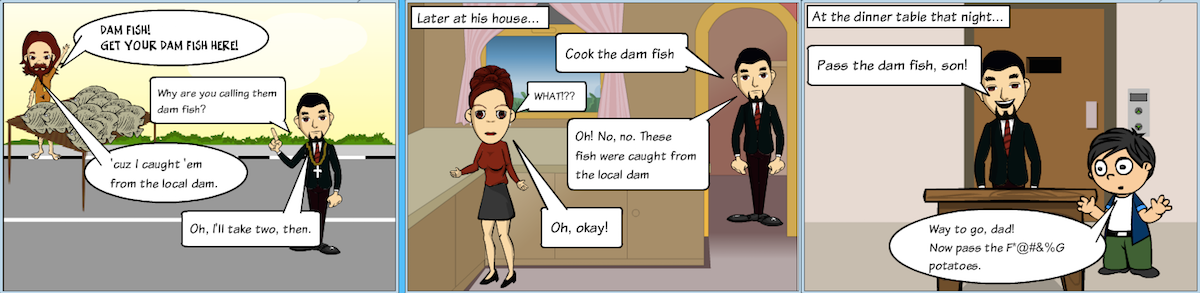 DAM FISH!
GET YOUR DAM FISH HERE!
Why are you calling them
dam fish?
'cuz I caught 'em
from the local dam.
Oh, I'll take two, then.
Later at his house...
Cook the dam fish
WHAT!??
Oh! No, no. These
fish were caught from
the local dam
Oh, okay!
At the dinner table that night...
Pass the dam fish, son!
Way to go, dad!
Now pass the F*@#&%G
potatoes.